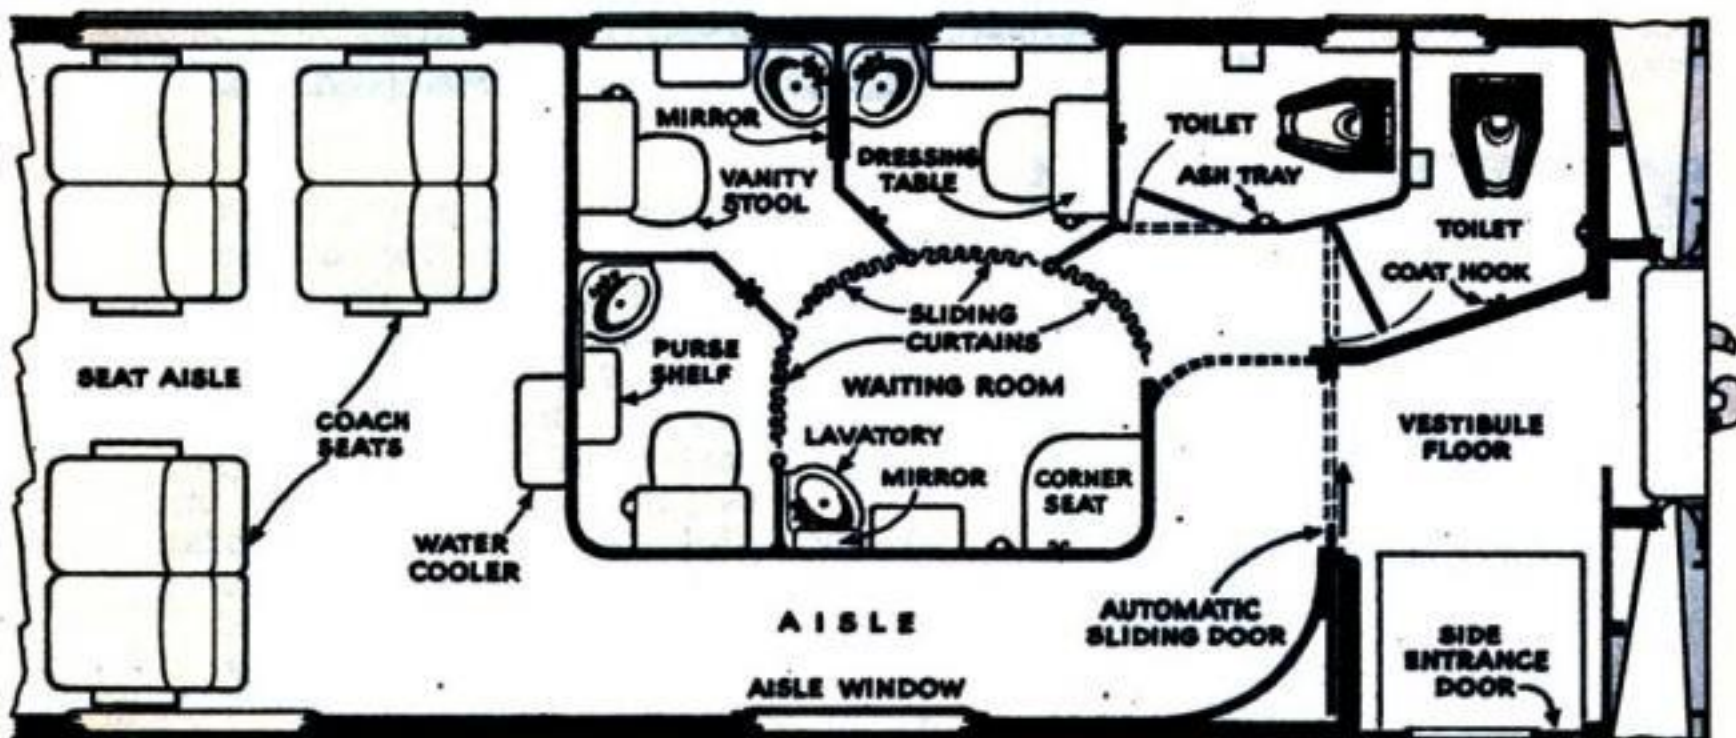 MIRROR
VANITY
STOOL
DRESSING
TABLE
TOILET
ASH TRAY
TOILET
COAT HOOK
SLIDING
CURTAINS
SEAT AISLE
COACH
SEATS
PURSE
SHELF
WAITING ROOM
LAVATORY
MIRROR
CORNER
SEAT
VESTIBULE
FLOOR
WATER
COOLER
AISLE
AUTOMATIC
SLIDING DOOR
SIDE
ENTRANCE
DOOR
AISLE WINDOW